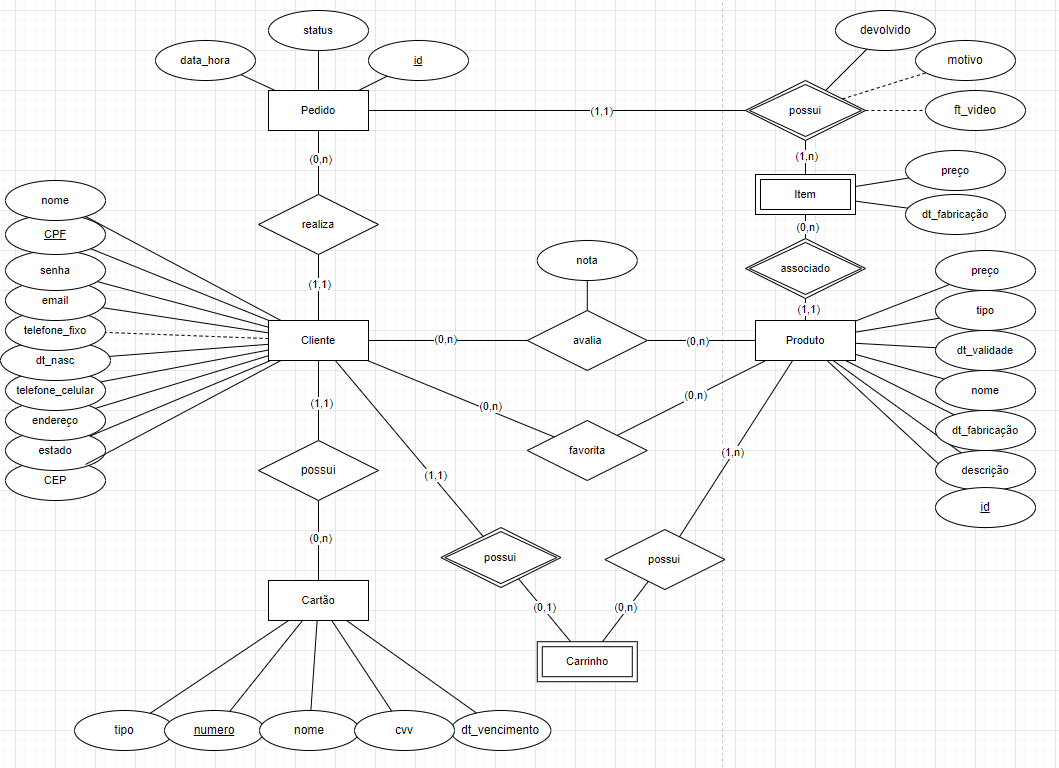 status
devolvido
data_hora
id
motivo
Pedido
(1,1)
possui
ft_video
(0,n)
(1,n)
preço
Item
nome
dt_fabricação
realiza
(0,n)
CPF
nota
associado
preço
senha
(1,1)
email
(1,1)
tipo
telefone_fixo
Cliente
(0,n)
avalia
(0,n)
Produto
dt_validade
dt_nasc
telefone_celular
nome
(1,1)
(0,n)
(0,n)
endereço
dt_fabricação
estado
favorita
(1,n)
possui
(1,1)
descrição
CEP
id
(0,n)
possui
possui
Cartão
(0,1)
(0,n)
Carrinho
tipo
numero
nome
cvv
dt_vencimento